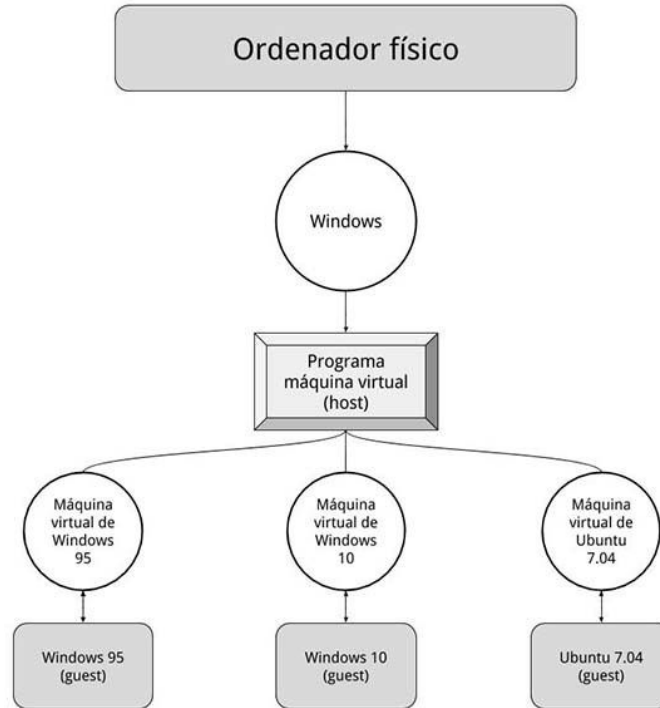 Ordenador físico
Windows
Programa
máquina virtual
(host)
Máquina
virtual de
Windows
95
Máquina
virtual de
Windows
10
Máquina
virtual de
Ubuntu
7.04
Windows 95
(guest)
Windows 10
(guest)
Ubuntu 7.04
(guest)